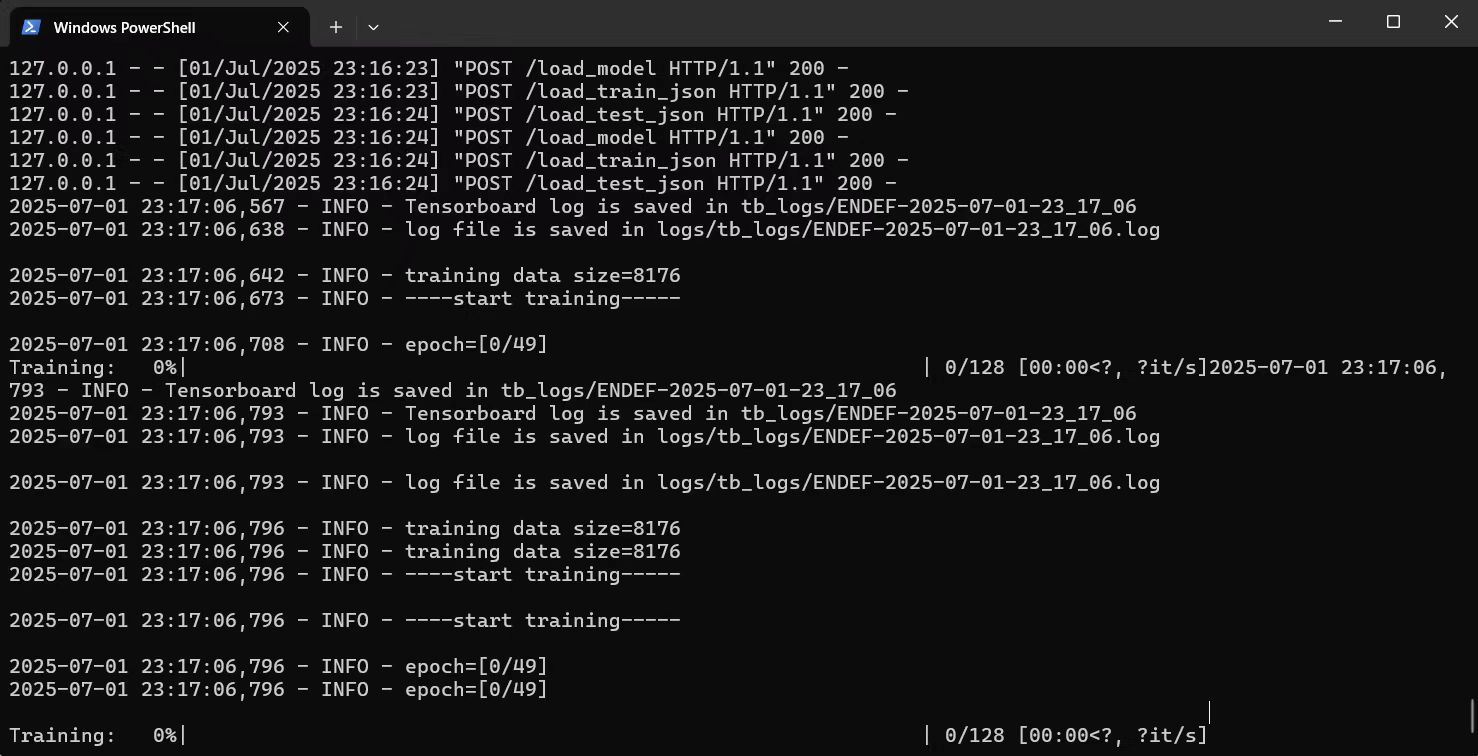 Windows PowerShell
127.0.0.1 - - [01/Jul/2025 23:16:23] "POST /load_model HTTP/1.1" 200 -
127.0.0.1 - - [01/Jul/2025 23:16:23] "POST /load_train_json HTTP/1.1" 200 -
127.0.0.1 - - [01/Jul/2025 23:16:24] "POST /load_test_json HTTP/1.1" 200 -
127.0.0.1 - - [01/Jul/2025 23:16:24] "POST /load_model HTTP/1.1" 200 -
127.0.0.1 - - [01/Jul/2025 23:16:24] "POST /load_train_json HTTP/1.1" 200 -
127.0.0.1 - - [01/Jul/2025 23:16:24] "POST /load_test_json HTTP/1.1" 200 -
2025-07-01 23:17:06,567 - INFO - Tensorboard log is saved in tb_logs/ENDEF-2025-07-01-23_17_06
2025-07-01 23:17:06,638 - INFO - log file is saved in logs/tb_logs/ENDEF-2025-07-01-23_17_06.log
2025-07-01 23:17:06,642 - INFO - training data size=8176
2025-07-01 23:17:06,673 - INFO - ----start training-----
2025-07-01 23:17:06,708 - INFO - epoch=[0/49]
Training:   0%|                                                              | 0/128 [00:00<?, ?it/s]2025-07-01 23:17:06,
793 - INFO - Tensorboard log is saved in tb_logs/ENDEF-2025-07-01-23_17_06
2025-07-01 23:17:06,793 - INFO - Tensorboard log is saved in tb_logs/ENDEF-2025-07-01-23_17_06
2025-07-01 23:17:06,793 - INFO - log file is saved in logs/tb_logs/ENDEF-2025-07-01-23_17_06.log
2025-07-01 23:17:06,793 - INFO - log file is saved in logs/tb_logs/ENDEF-2025-07-01-23_17_06.log
2025-07-01 23:17:06,796 - INFO - training data size=8176
2025-07-01 23:17:06,796 - INFO - training data size=8176
2025-07-01 23:17:06,796 - INFO - ----start training-----
2025-07-01 23:17:06,796 - INFO - ----start training-----
2025-07-01 23:17:06,796 - INFO - epoch=[0/49]
2025-07-01 23:17:06,796 - INFO - epoch=[0/49]
Training:   0%|                                                              | 0/128 [00:00<?, ?it/s]